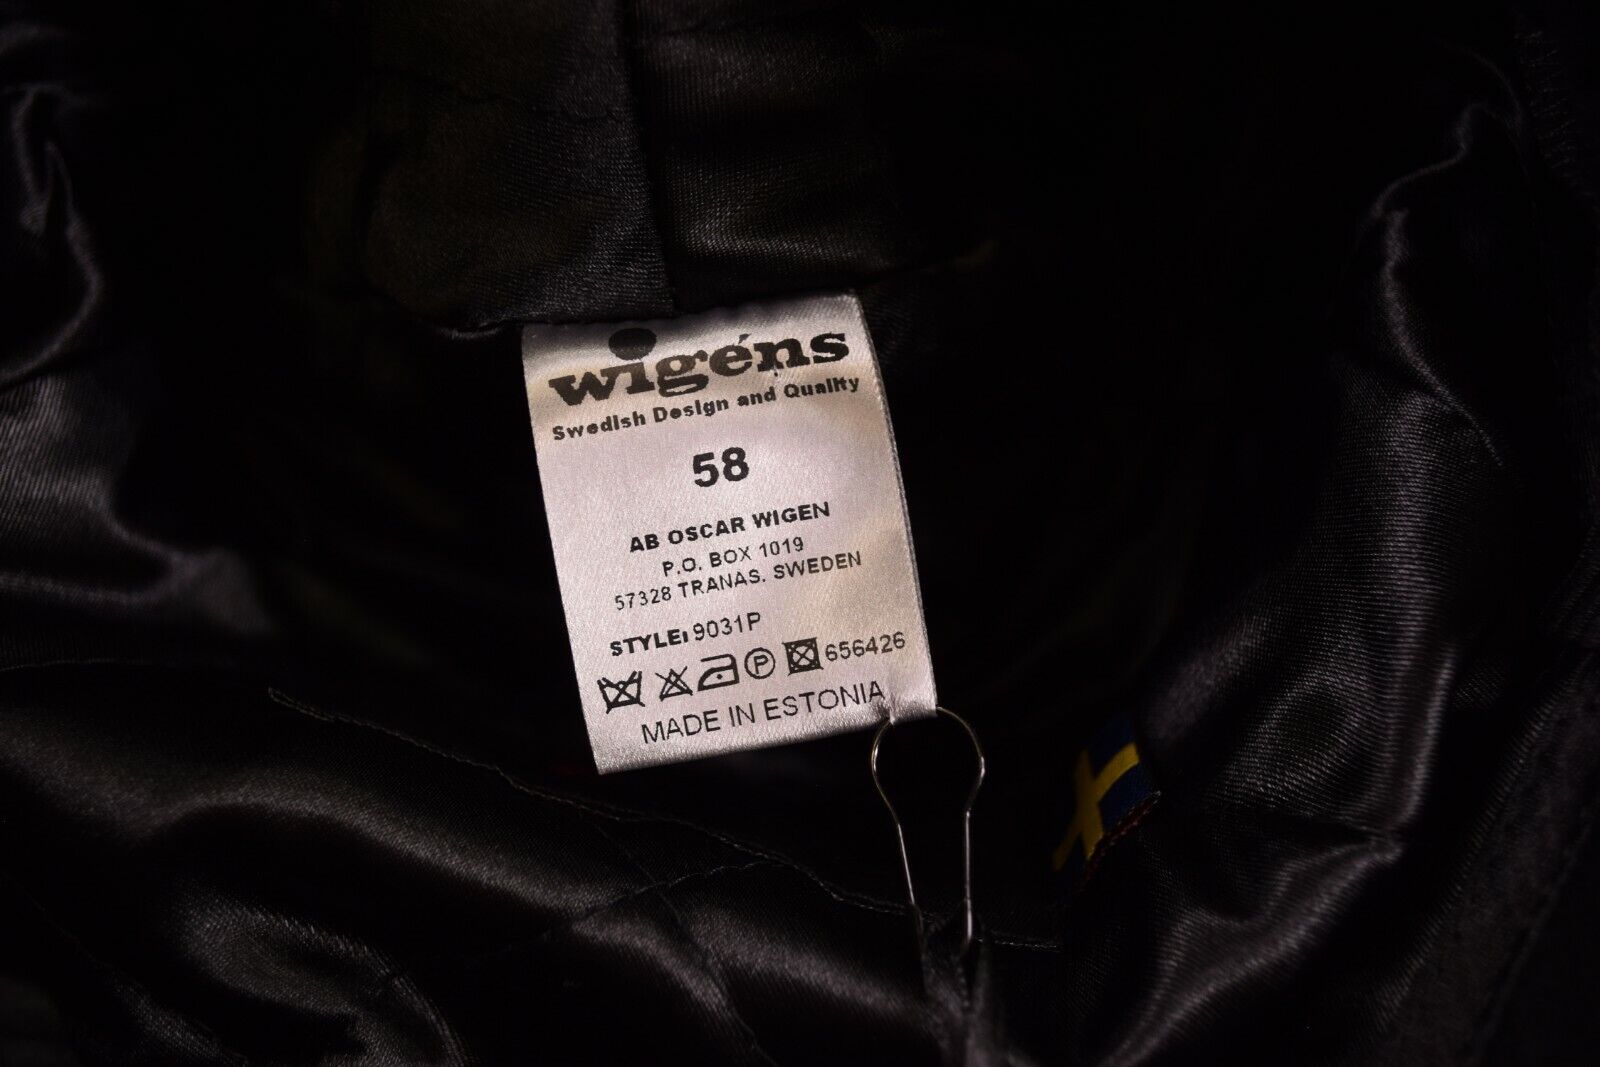 wigéns
Swedish Design and Quality
58
AB OSCAR WIGEN
P.O. BOX 1019
57328 TRANAS. SWEDEN
STYLE: 9031P
P 656426
MADE IN ESTONIA